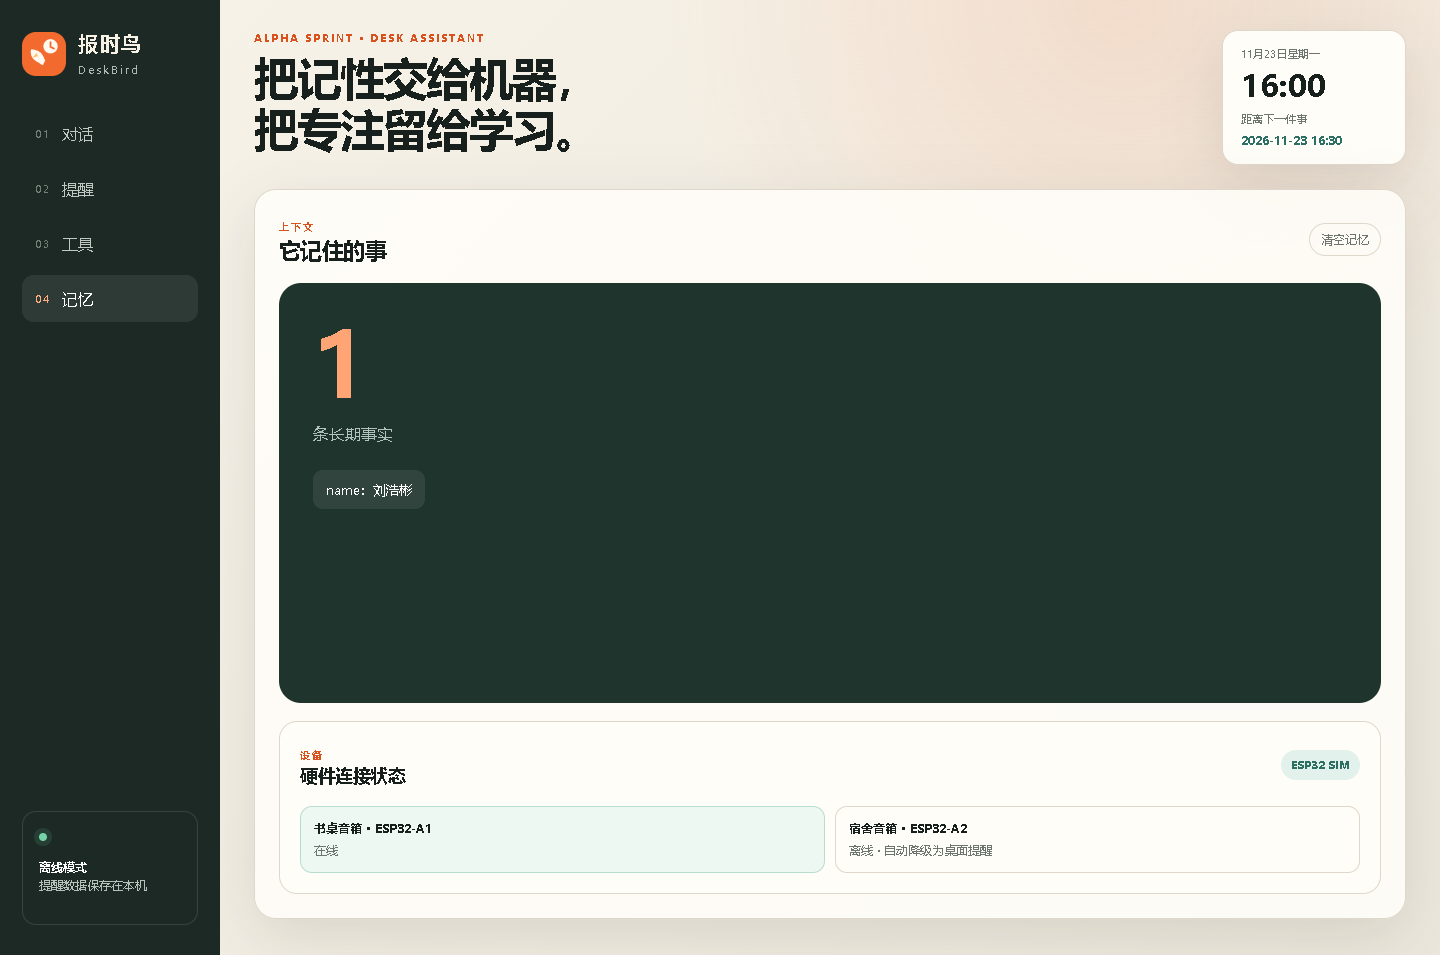 报时鸟
DeskBird
01 对话
02 提醒
03 工具
04 记忆
离线模式
提醒数据保存在本机
ALPHA SPRINT • DESK ASSISTANT
把记性交给机器，
把专注留给学习。
11月23日星期一
16:00
距离下一件事
2026-11-23 16:30
上下文
它记住的事
清空记忆
1
条长期事实
name: 刘浩彬
设备
硬件连接状态
ESP32 SIM
书桌音箱 • ESP32-A1
在线
宿舍音箱 • ESP32-A2
离线 · 自动降级为桌面提醒